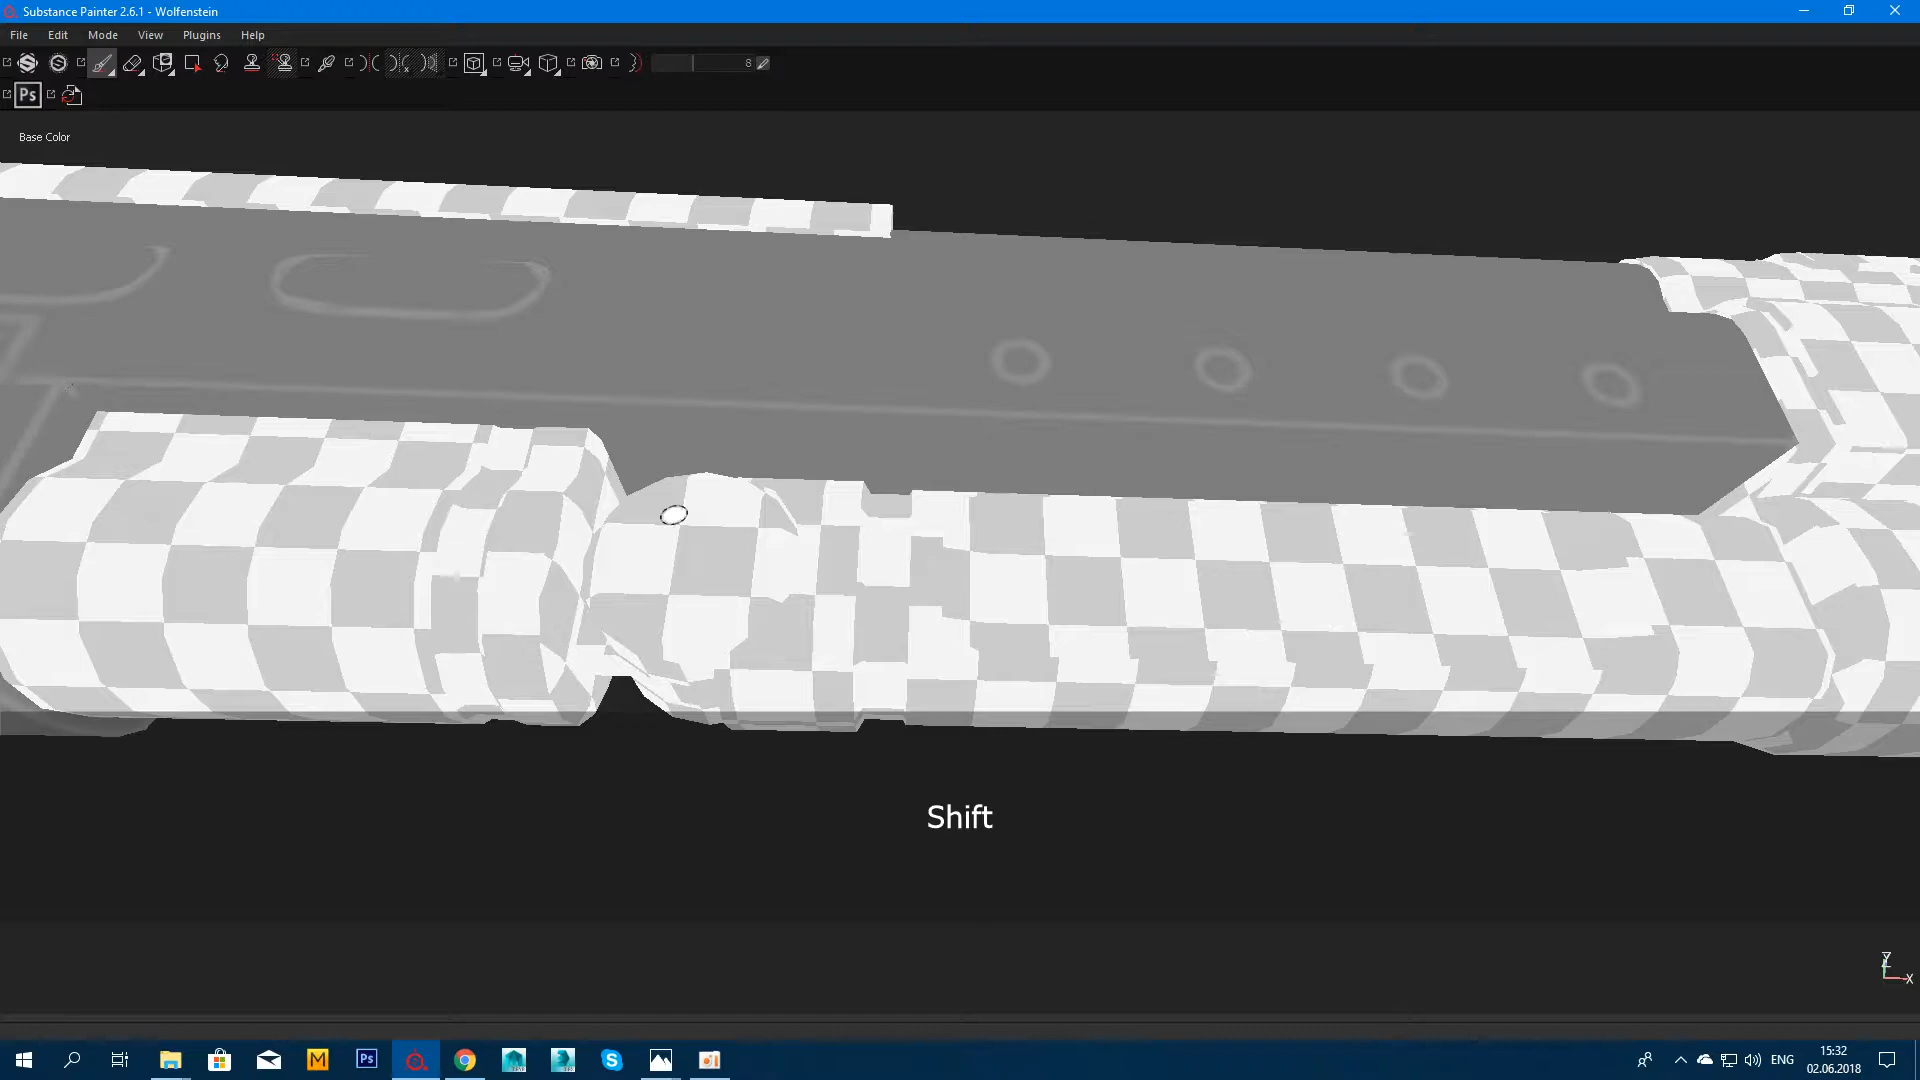 Substance Painter 2.6.1 - Wolfenstein
File Edit Mode View Plugins Help
8
Ps
Base Color
Shift
Y
X
M Ps S ENG
15:32
02.06.2018